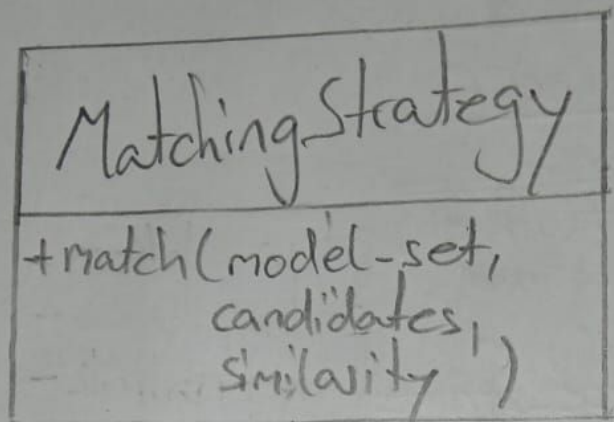 MatchingStrategy
+match(model-set,
candidates,
similarity)